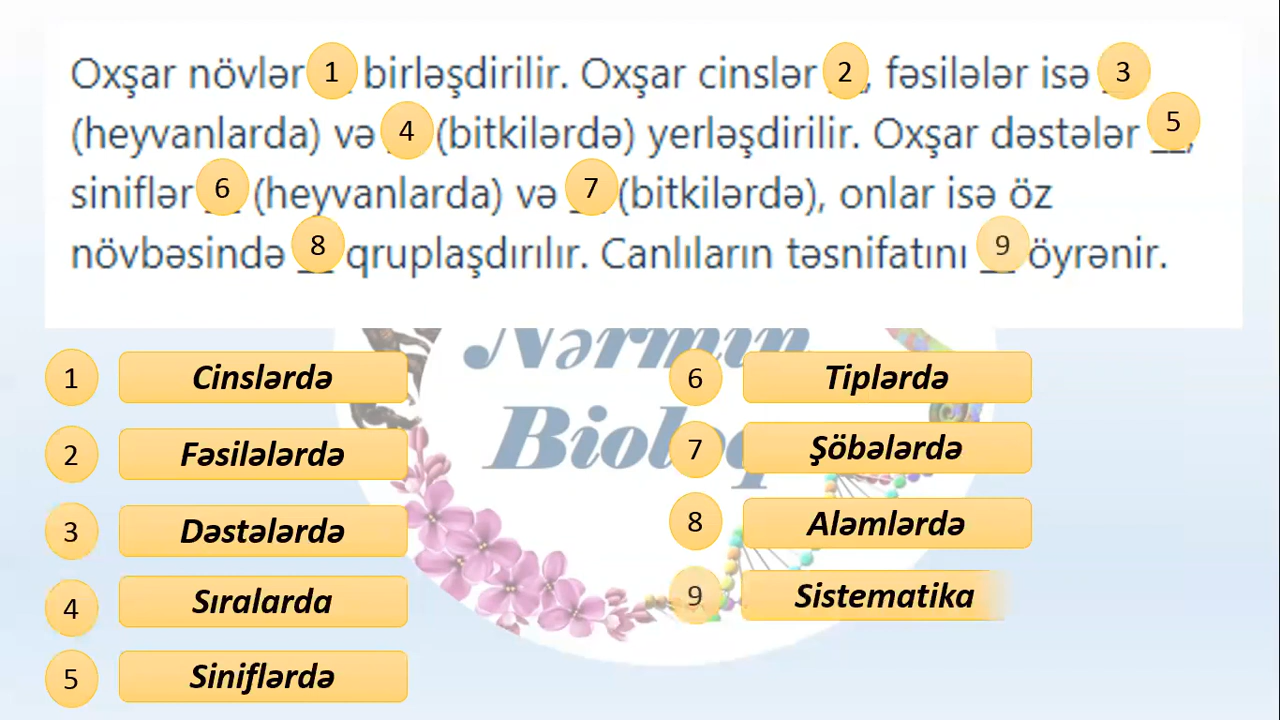 Oxşar növlər 1 birləşdirilir. Oxşar cinslər 2, fəsilələr isə 3
(heyvanlarda) və 4 (bitkilərdə) yerləşdirilir. Oxşar dəstələr 5,
siniflər 6 (heyvanlarda) və 7 (bitkilərdə), onlar isə öz
növbəsində 8 qruplaşdırılır. Canlıların təsnifatını 9 öyrənir.
Nərmin
Bioloq
1 Cinslərdə
2 Fəsilələrdə
3 Dəstələrdə
4 Sıralarda
5 Siniflərdə
6 Tiplərdə
7 Şöbələrdə
8 Aləmlərdə
9 Sistematika